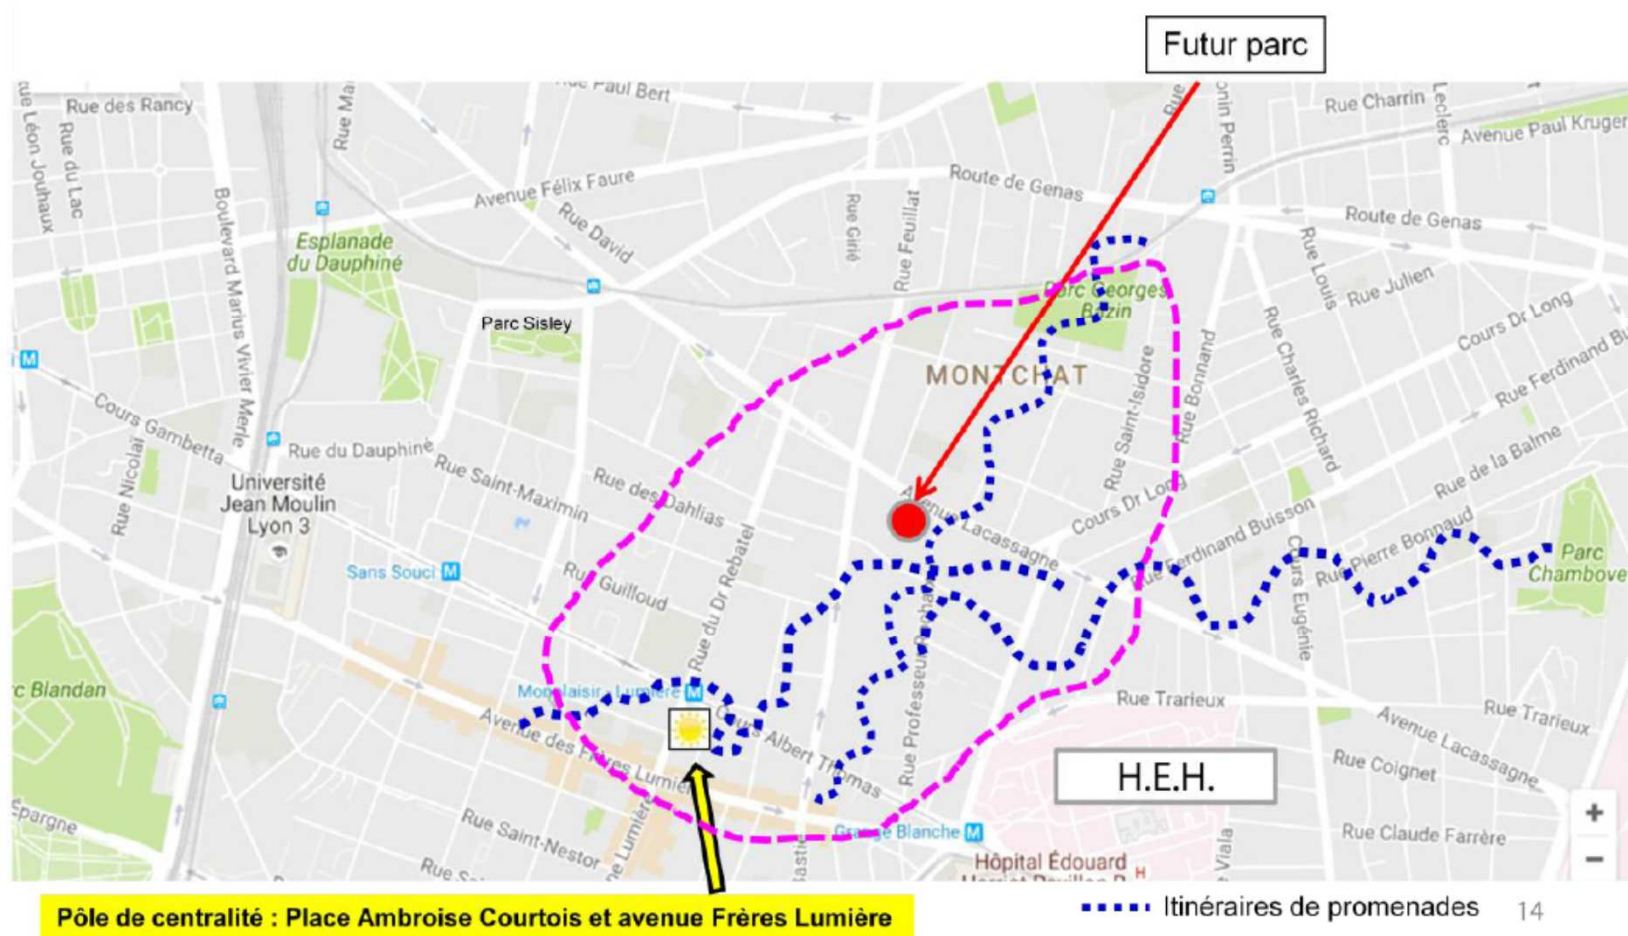 Futur parc
Rue des Rancy
Rue Paul Bert
Rue Charrin
Leclerc
Avenue Paul Kruger
Rue Léon Jouhaux
Rue du Lac
Rue
Avenue Félix Faure
Route de Genas
Route de Genas
Boulevard Marius Vivier Merle
Rue David
Rue Girié
Rue Feuillat
Esplanade
du Dauphiné
Rue Louis
Rue Julien
Parc Georges
Bazin
Parc Sisley
Cours Dr Long
M
MONTCHAT
Rue Saint-Isidore
Rue Bonnand
Rue Charles Richard
Rue Ferdinand Bu
Cours Gambetta
Rue Nicolaï
Rue du Dauphiné
Rue Saint-Maximin
Rue des Dahlias
Rue de la Balme
Université
Jean Moulin
Lyon 3
Avenue Lacassagne
Cours Dr Long
Rue Ferdinand Buisson
Rue Pierre Bonnaud
Cours Eugénie
Parc
Chambove
Sans Souci M
Rue Guilloud
Rue du Dr Rebatel
Rue Professeur Rochaix
Monplaisir - Lumière M
Avenue des Frères Lumière
Cours Albert Thomas
Rue Trarieux
Avenue Lacassagne
Rue Trarieux
Rue Coignet
H.E.H.
Rue Saint-Nestor
Grange Blanche M
Rue Claude Farrère
Viala
Hôpital Édouard
H
+
−
Pôle de centralité : Place Ambroise Courtois et avenue Frères Lumière
Itinéraires de promenades
14